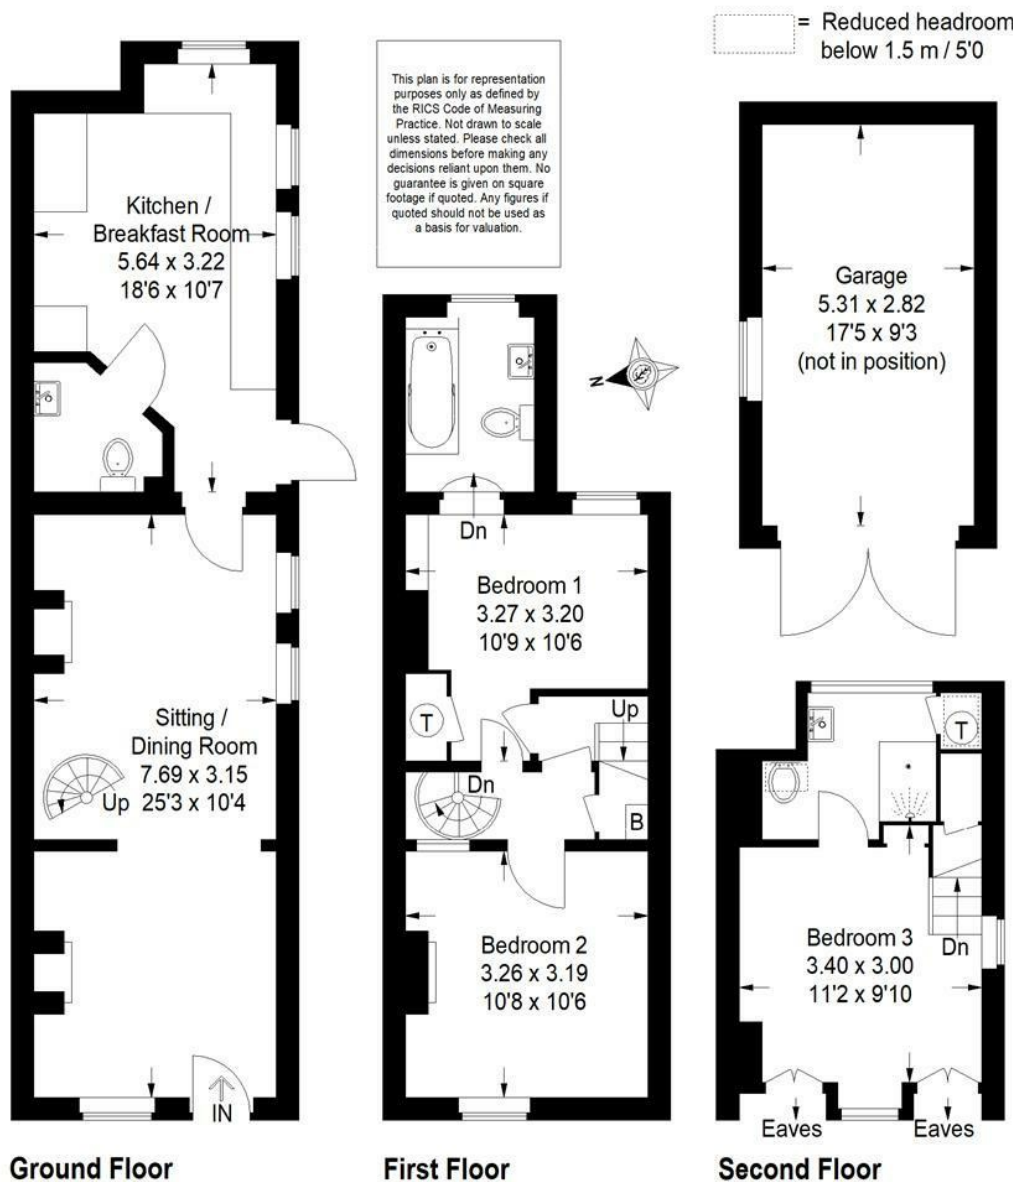 = Reduced headroom
below 1.5 m / 5'0
This plan is for representation
purposes only as defined by
the RICS Code of Measuring
Practice. Not drawn to scale
unless stated. Please check all
dimensions before making any
decisions reliant upon them. No
guarantee is given on square
footage if quoted. Any figures if
quoted should not be used as
a basis for valuation.
Kitchen /
Breakfast Room
5.64 x 3.22
18'6 x 10'7
Sitting /
Dining Room
7.69 x 3.15
25'3 x 10'4
Up
IN
Ground Floor
N
Dn
Bedroom 1
3.27 x 3.20
10'9 x 10'6
T
Up
Dn
B
Bedroom 2
3.26 x 3.19
10'8 x 10'6
First Floor
Garage
5.31 x 2.82
17'5 x 9'3
(not in position)
T
Bedroom 3
3.40 x 3.00
11'2 x 9'10
Dn
Eaves
Eaves
Second Floor